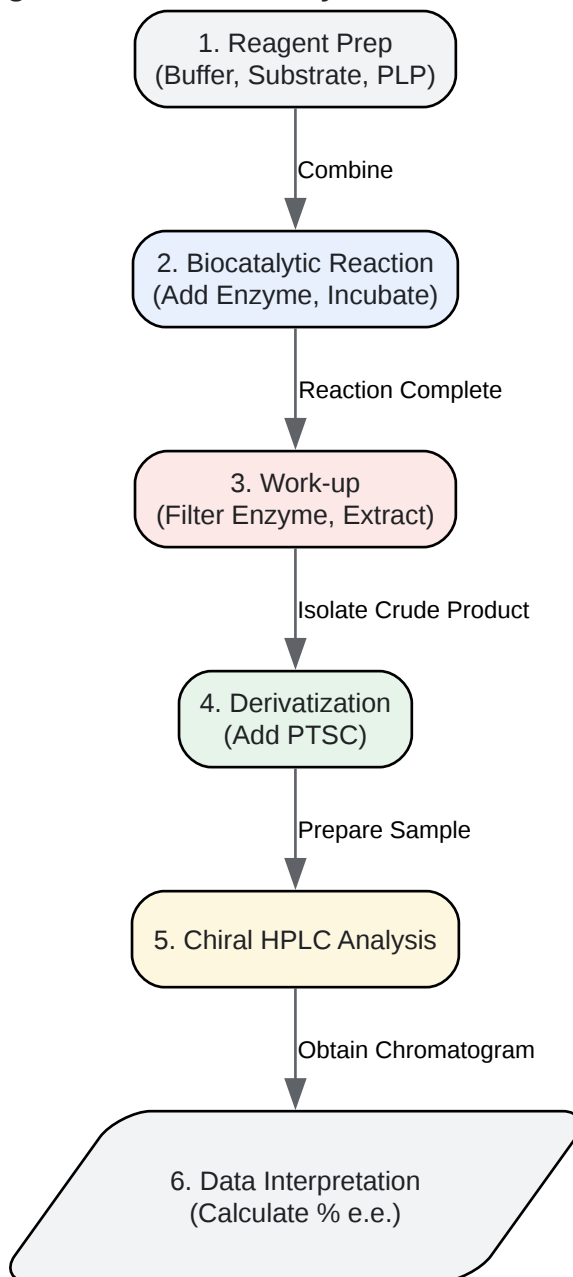 1. Reagent Prep
(Buffer, Substrate, PLP)
Combine
2. Biocatalytic Reaction
(Add Enzyme, Incubate)
Reaction Complete
3. Work-up
(Filter Enzyme, Extract)
Isolate Crude Product
4. Derivatization
(Add PTSC)
Prepare Sample
5. Chiral HPLC Analysis
Obtain Chromatogram
6. Data Interpretation
(Calculate % e.e.)